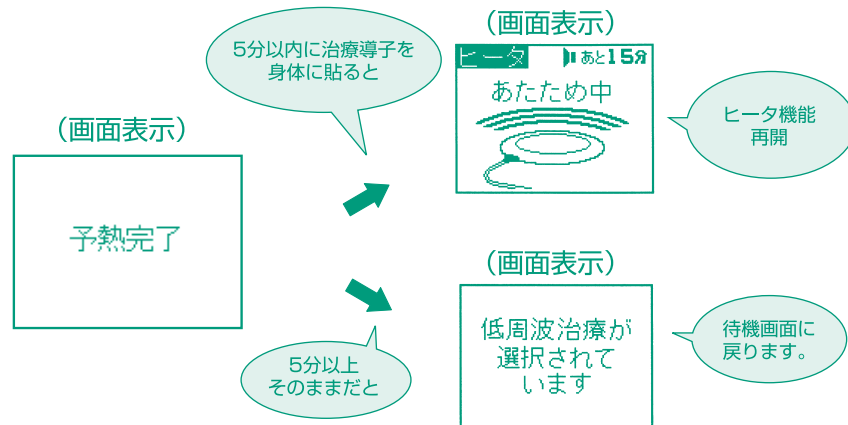 (画面表示)
予熱完了
5分以内に治療導子を
身体に貼ると
(画面表示)
ヒータ あと15分
あたため中
ヒータ機能
再開
5分以上
そのままだと
(画面表示)
低周波治療が
選択されて
います
待機画面に
戻ります。